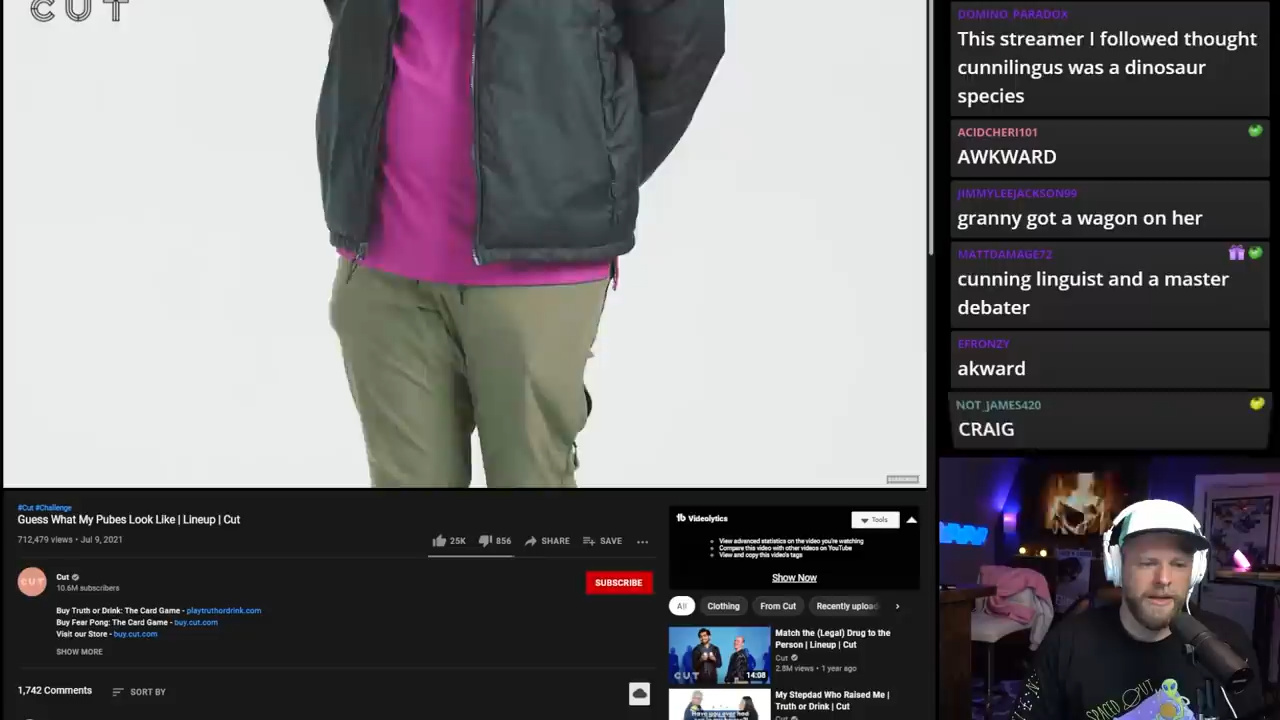 CUT
#Cut #Challenge
Guess What My Pubes Look Like | Lineup | Cut
712,479 views • Jul 9, 2021
25K
856
SHARE
SAVE
CUT
Cut
10.6M subscribers
SUBSCRIBE
Buy Truth or Drink: The Card Game - playtruthordrink.com
Buy Fear Pong: The Card Game - buy.cut.com
Visit our Store - buy.cut.com
SHOW MORE
1,742 Comments
SORT BY
tb Videolytics
Tools
View advanced statistics on the video you're watching
Compare this video with other videos on YouTube
View and copy this video's tags
Show Now
All
Clothing
From Cut
Recently upload
CUT
14:08
Match the (Legal) Drug to the
Person | Lineup | Cut
Cut
2.8M views • 1 year ago
My Stepdad Who Raised Me |
Truth or Drink | Cut
Cut
DOMINO_PARADOX
This streamer I followed thought
cunnilingus was a dinosaur
species
ACIDCHERI101
AWKWARD
JIMMYLEEJACKSON99
granny got a wagon on her
MATTDAMAGE72
cunning linguist and a master
debater
EFRONZY
akward
NOT_JAMES420
CRAIG
SPACED OUT